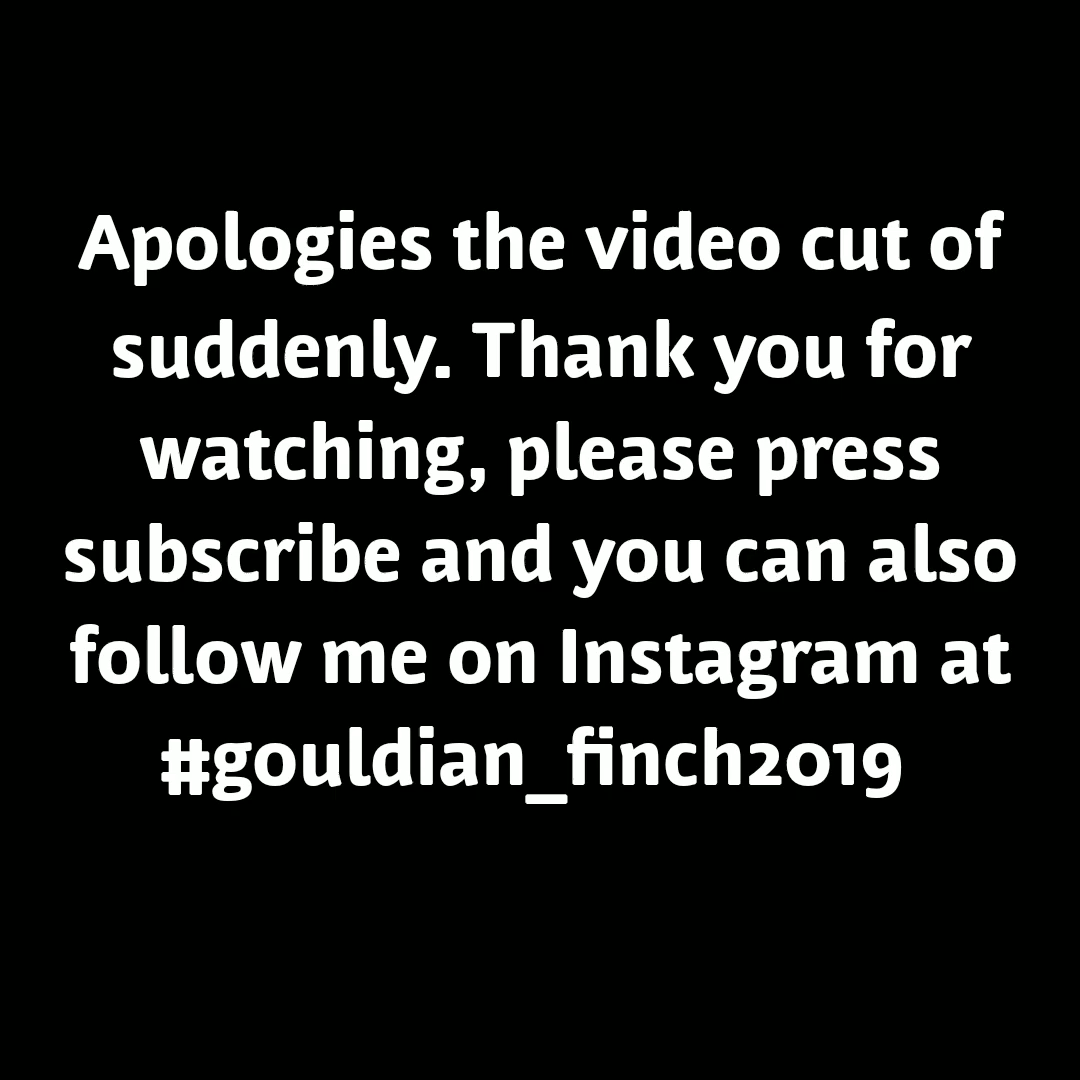 Apologies the video cut of
suddenly. Thank you for
watching, please press
subscribe and you can also
follow me on Instagram at
#gouldian_finch2019